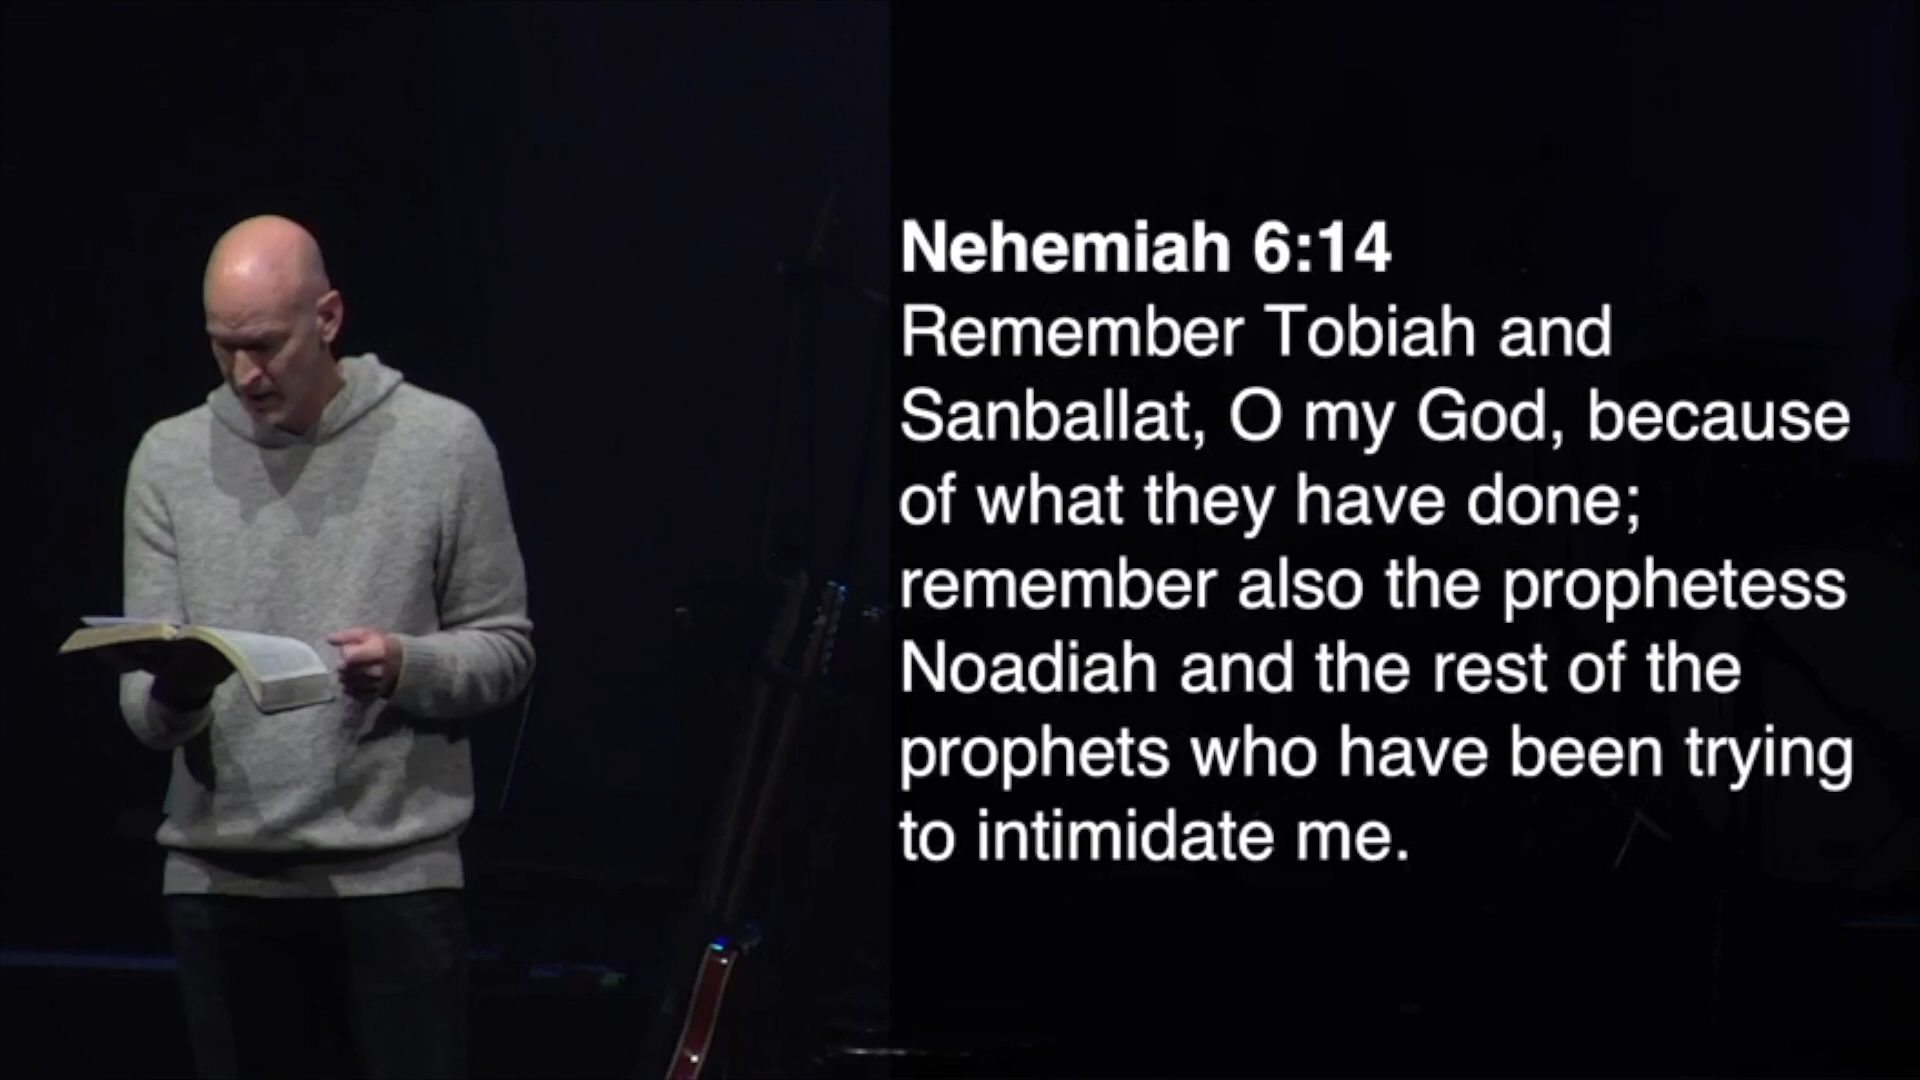 Nehemiah 6:14
Remember Tobiah and
Sanballat, O my God, because
of what they have done;
remember also the prophetess
Noadiah and the rest of the
prophets who have been trying
to intimidate me.